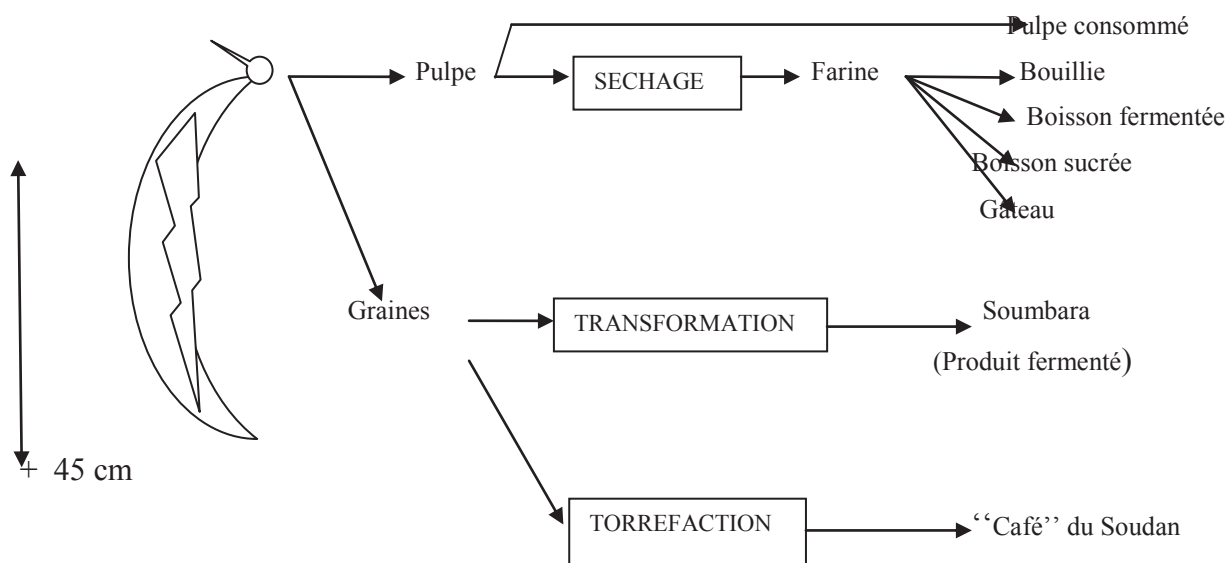 Pulpe consommé
Pulpe
SECHAGE
Farine
Bouillie
Boisson fermentée
Boisson sucrée
Gâteau
Graines
TRANSFORMATION
Soumbara
(Produit fermenté)
+ 45 cm
TORREFACTION
‘‘Café’’ du Soudan